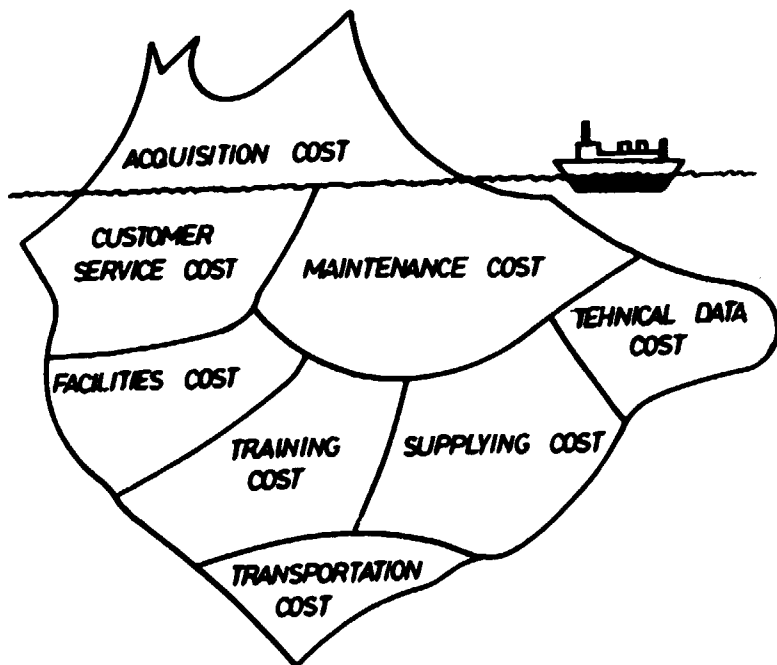 ACQUISITION COST
CUSTOMER
SERVICE COST
MAINTENANCE COST
TEHNICAL DATA
COST
FACILITIES COST
TRAINING
COST
SUPPLYING COST
TRANSPORTATION
COST